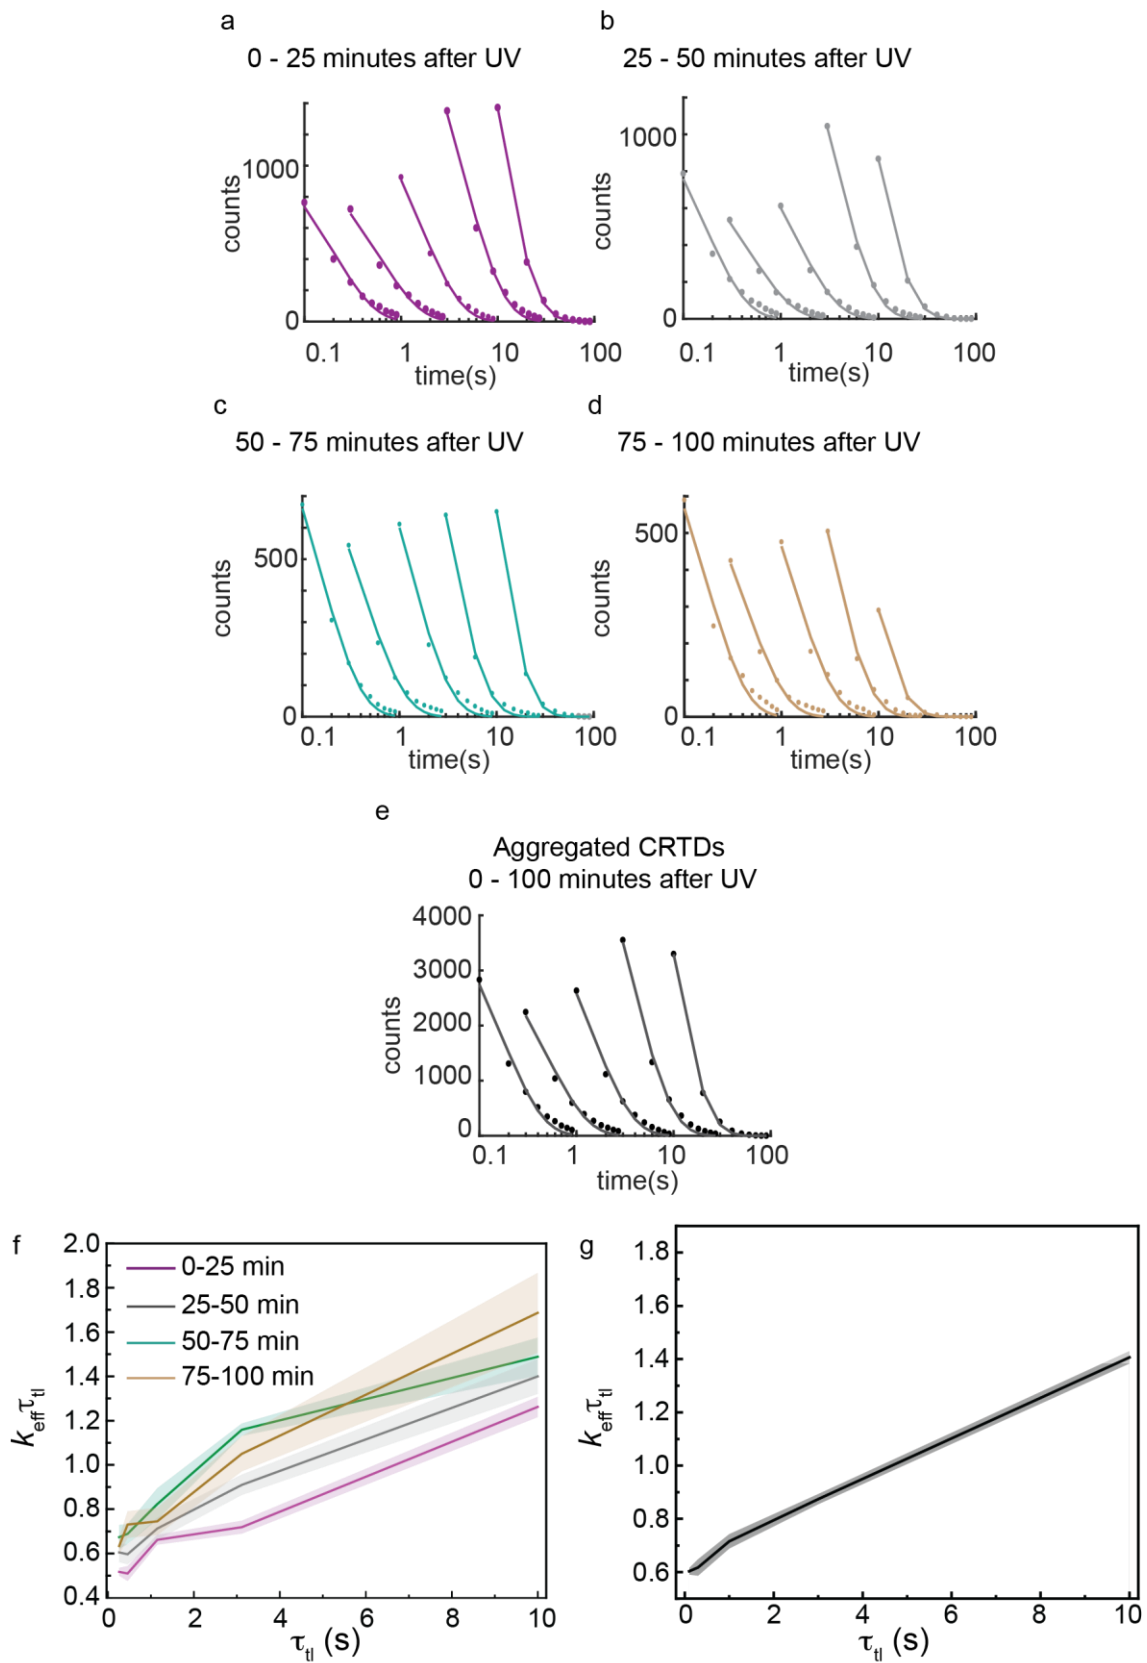 a
0 - 25 minutes after UV
counts
1000
0
0.1 1 10 100
time(s)
b
25 - 50 minutes after UV
counts
1000
0
0.1 1 10 100
time(s)
c
50 - 75 minutes after UV
counts
500
0
0.1 1 10 100
time(s)
d
75 - 100 minutes after UV
counts
500
0
0.1 1 10 100
time(s)
e
Aggregated CRTDs
0 - 100 minutes after UV
counts
4000
3000
2000
1000
0
0.1 1 10 100
time(s)
f
k_eff τ_tl
2.0
1.8
1.6
1.4
1.2
1.0
0.8
0.6
0.4
0-25 min
25-50 min
50-75 min
75-100 min
0 2 4 6 8 10
τ_tl (s)
g
k_eff τ_tl
1.8
1.6
1.4
1.2
1.0
0.8
0.6
0 2 4 6 8 10
τ_tl (s)